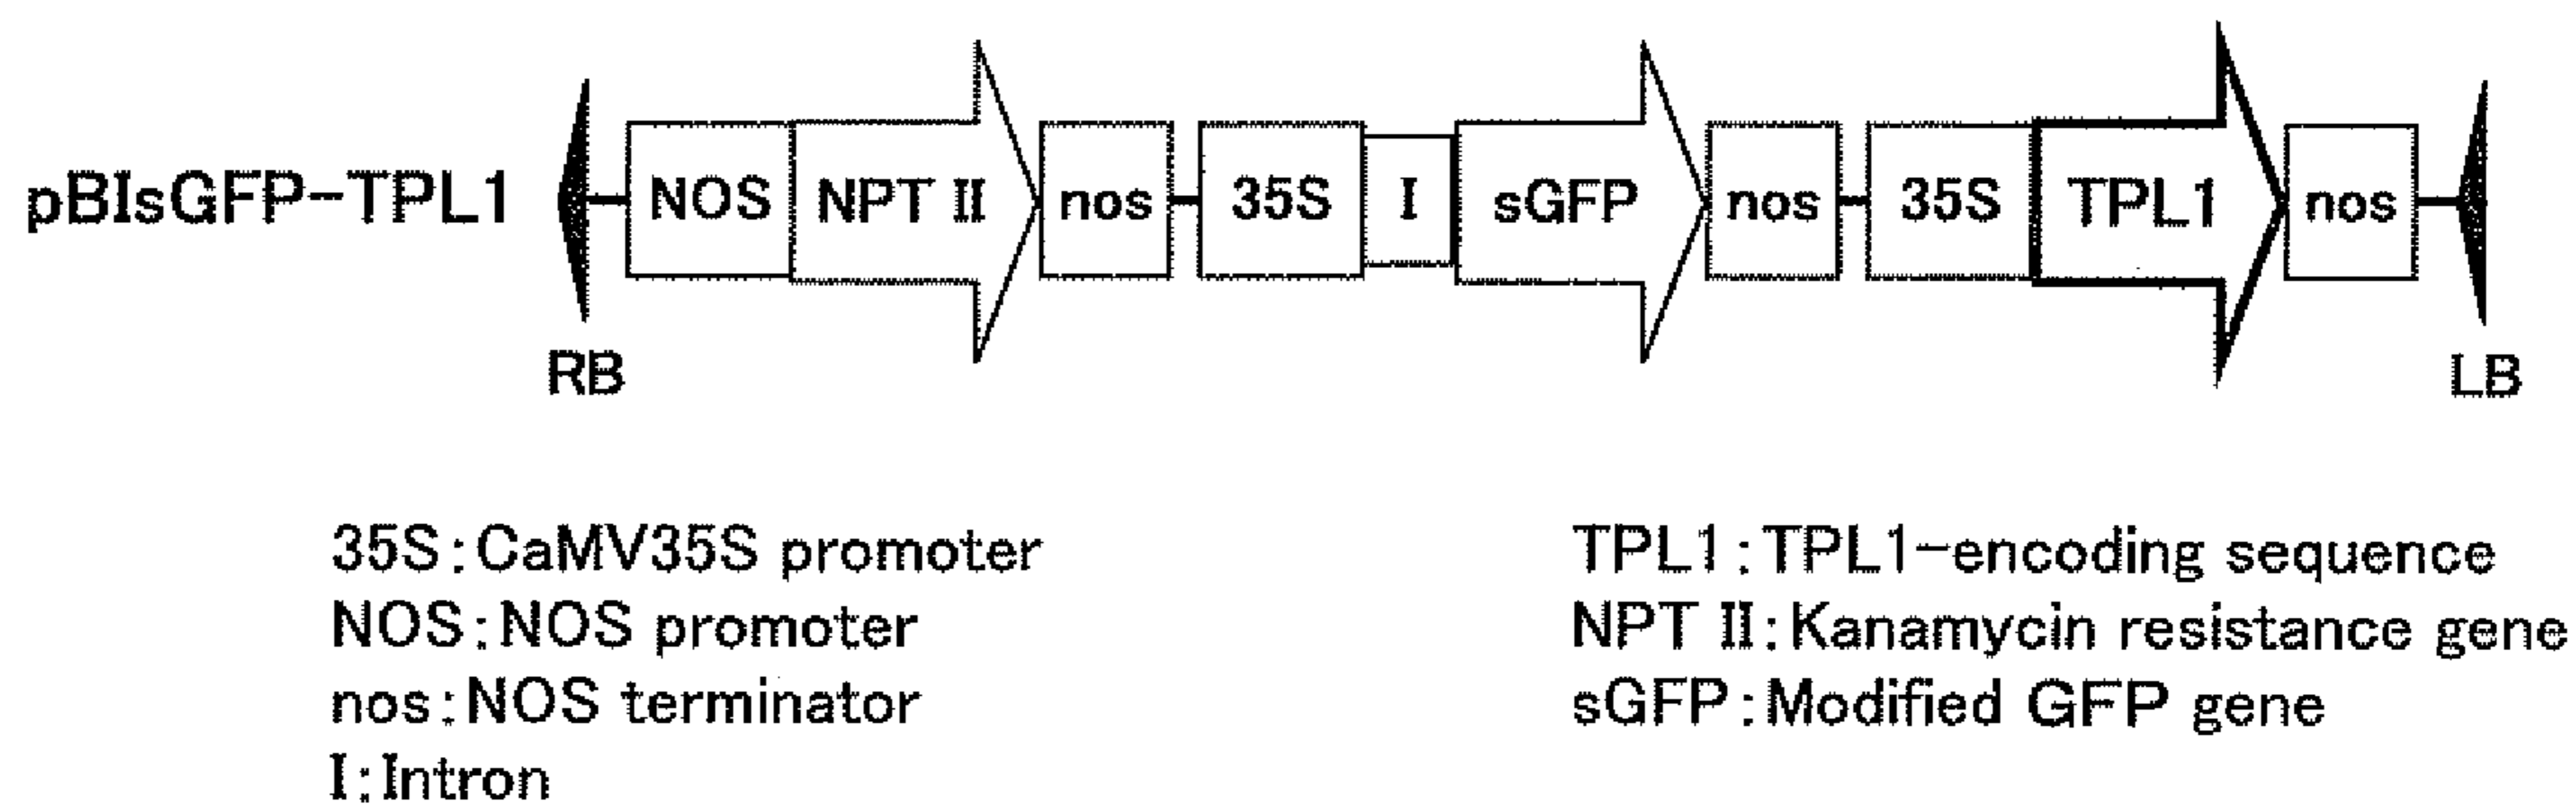 pBIsGFP-TPL1 NOS NPT II nos 35S I sGFP nos 35S TPL1 nos
RB LB
35S:CaMV35S promoter
NOS:NOS promoter
nos:NOS terminator
I:Intron
TPL1:TPL1-encoding sequence
NPT II:Kanamycin resistance gene
sGFP:Modified GFP gene